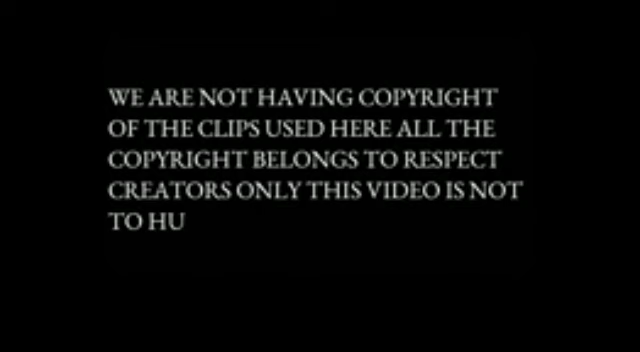 WE ARE NOT HAVING COPYRIGHT
OF THE CLIPS USED HERE ALL THE
COPYRIGHT BELONGS TO RESPECT
CREATORS ONLY THIS VIDEO IS NOT
TO HU